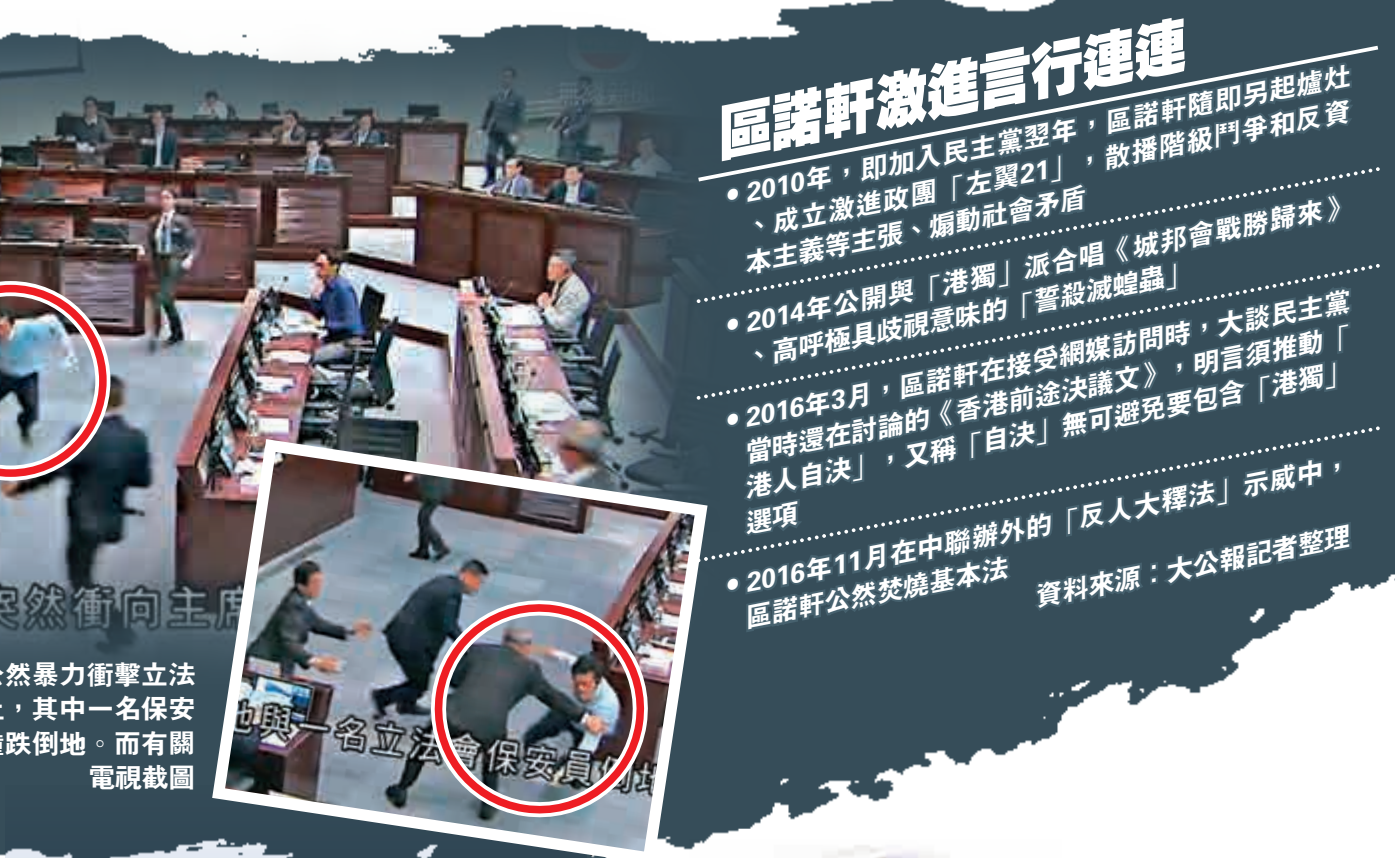 區諾軒激進言行連連
• 2010年，即加入民主黨翌年，區諾軒隨即另起爐灶
、成立激進政團「左翼21」，散播階級鬥爭和反資
本主義等主張、煽動社會矛盾
• 2014年公開與「港獨」派合唱《城邦會戰勝歸來》
、高呼極具歧視意味的「誓殺滅蝗蟲」
• 2016年3月，區諾軒在接受網媒訪問時，大談民主黨
當時還在討論的《香港前途決議文》，明言須推動「
港人自決」，又稱「自決」無可避免要包含「港獨」
選項
• 2016年11月在中聯辦外的「反人大釋法」示威中，
區諾軒公然焚燒基本法
資料來源：大公報記者整理
然衝向主席
然暴力衝擊立法
，其中一名保安
跌倒地。而有關
電視截圖
與一名立法會保安員倒地